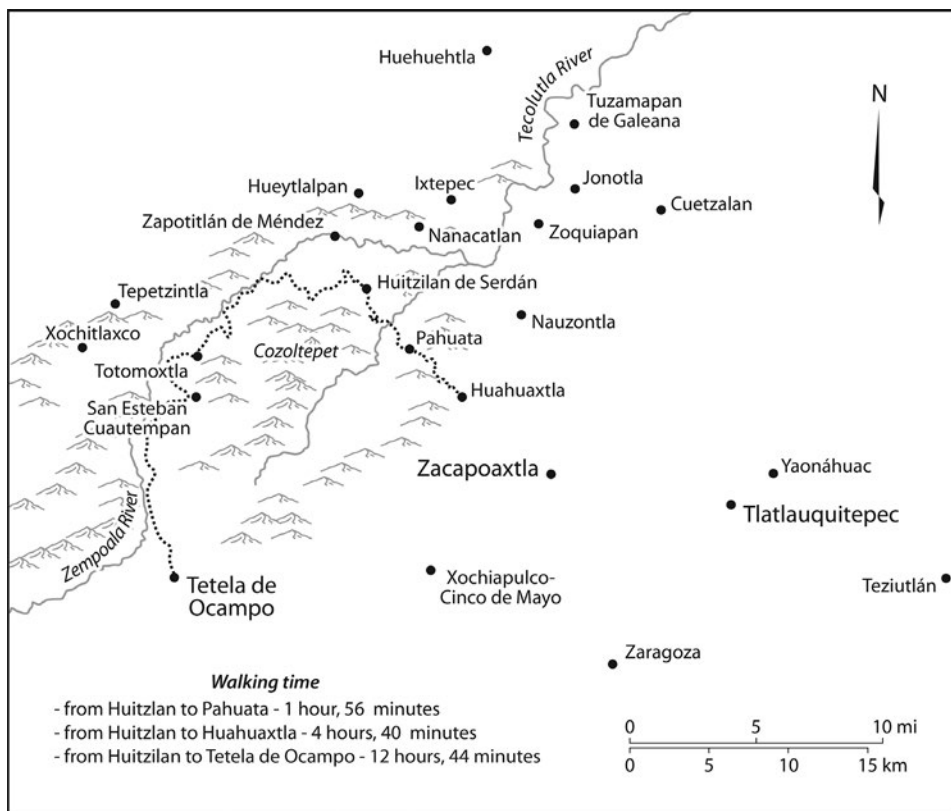 Huehuehtla
Tecolutla River
Tuzamapan
de Galeana
N
Hueytlalpan
Ixtepec
Jonotla
Cuetzalan
Zapotitlán de Méndez
Nanacatlan
Zoquiapan
Huitzilan de Serdán
Tepetzintla
Nauzontla
Xochitlaxco
Cozoltepet
Pahuata
Totomoxtla
Huahuaxtla
San Esteban
Cuautempan
Zacapoaxtla
Yaonáhuac
Tlatlauquitepec
Zempoala River
Tetela de
Ocampo
Xochiapulco-
Cinco de Mayo
Teziutlán
Zaragoza
Walking time
- from Huitzlan to Pahuata - 1 hour, 56 minutes
- from Huitzlan to Huahuaxtla - 4 hours, 40 minutes
- from Huitzilan to Tetela de Ocampo - 12 hours, 44 minutes
0 5 10 mi
0 5 10 15 km